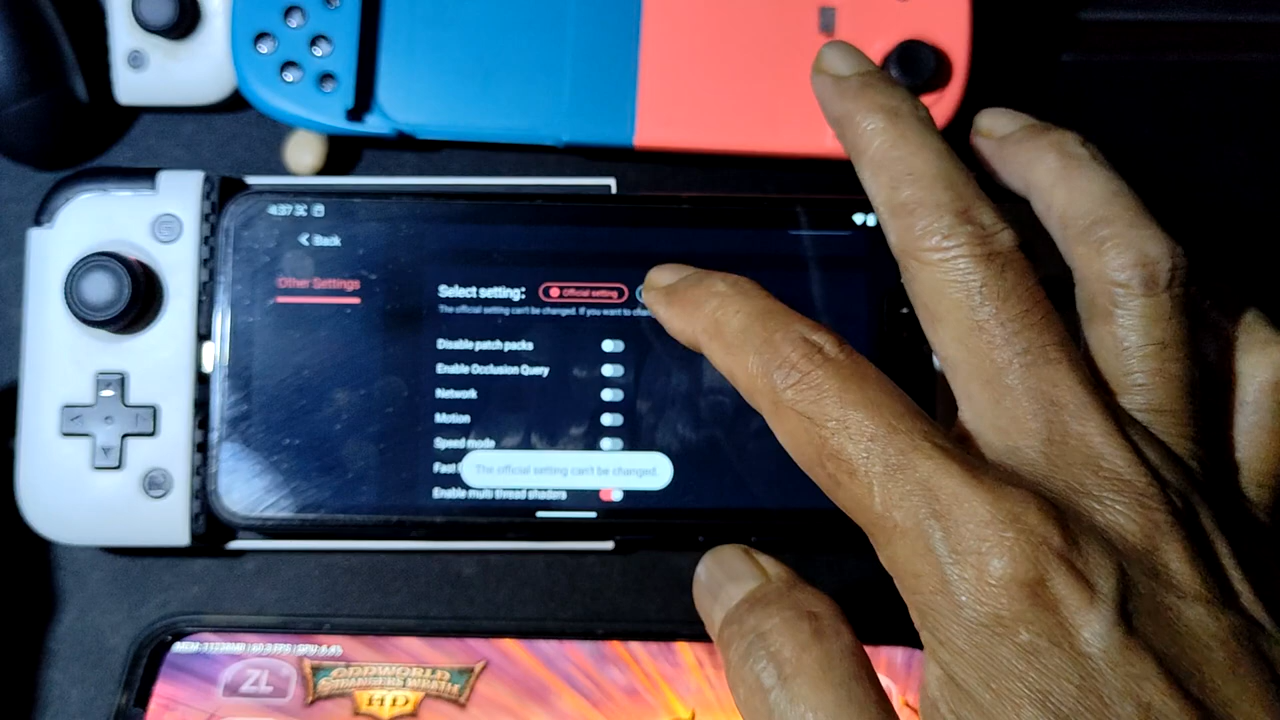 4:37
Back
Other Settings
Select setting:
Official setting
The official setting can't be changed. If you want to
Disable patch packs
Enable Occlusion Query
Network
Motion
Speed mode
Fast
The official setting can't be changed.
Enable multi thread shaders
ZL
ODDWORLD
STRANGER'S WRATH
HD